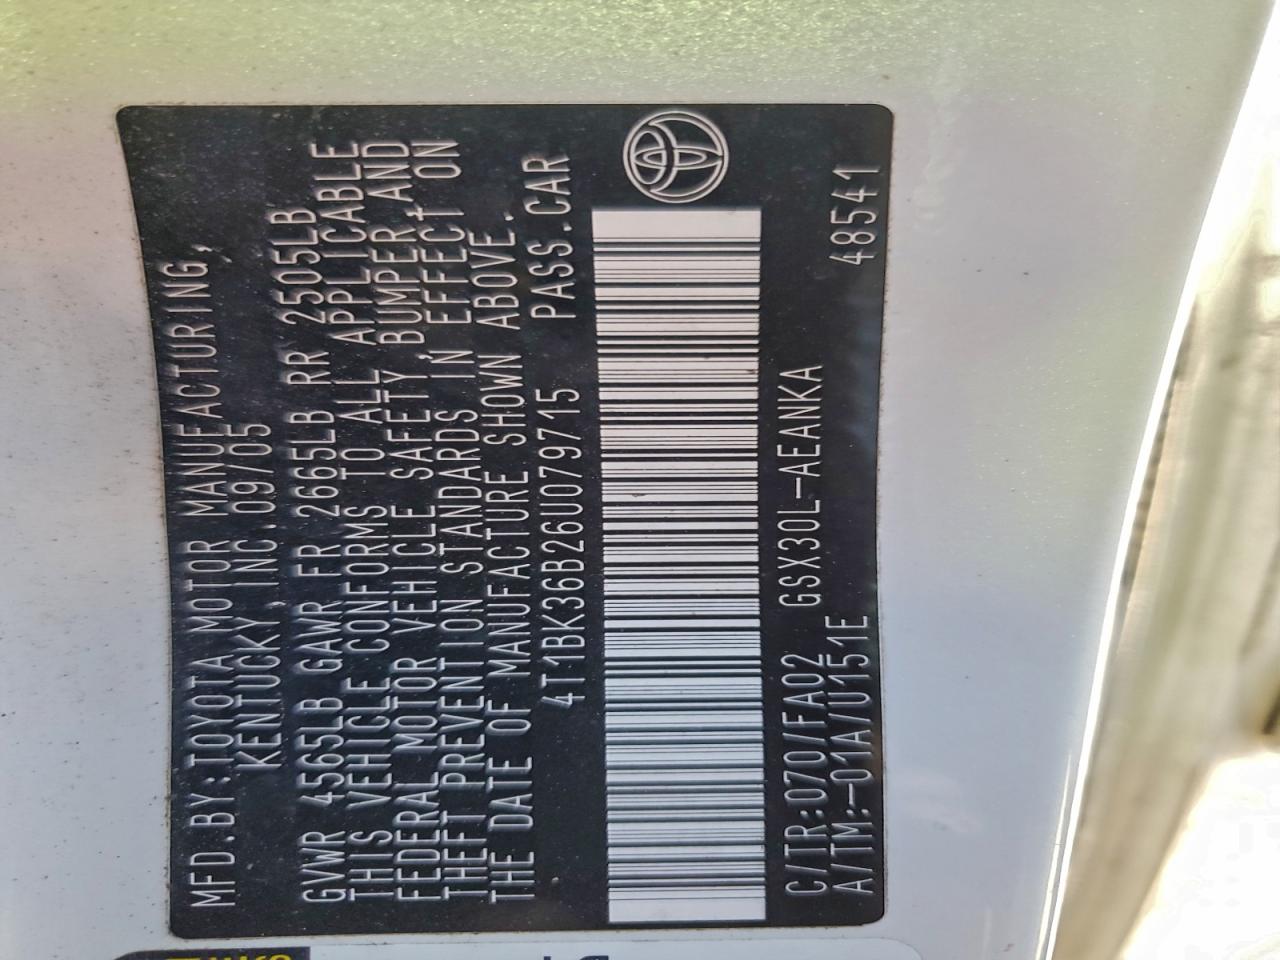 MFD.BY:TOYOTA MOTOR MANUFACTURING,
KENTUCKY, INC.09/05
GVWR 4565LB GAWR FR 2665LB RR 2505LB
THIS VEHICLE CONFORMS TO ALL APPLICABLE
FEDERAL MOTOR VEHICLE SAFETY, BUMPER,AND
THEFT PREVENTION STANDARDS IN EFFECT ON
THE DATE OF MANUFACTURE SHOWN ABOVE.
4T1BK36B26U079715 PASS.CAR
C/TR:070/FA02 GSX30L-AEANKA
A/TM:-01A/U151E 48541